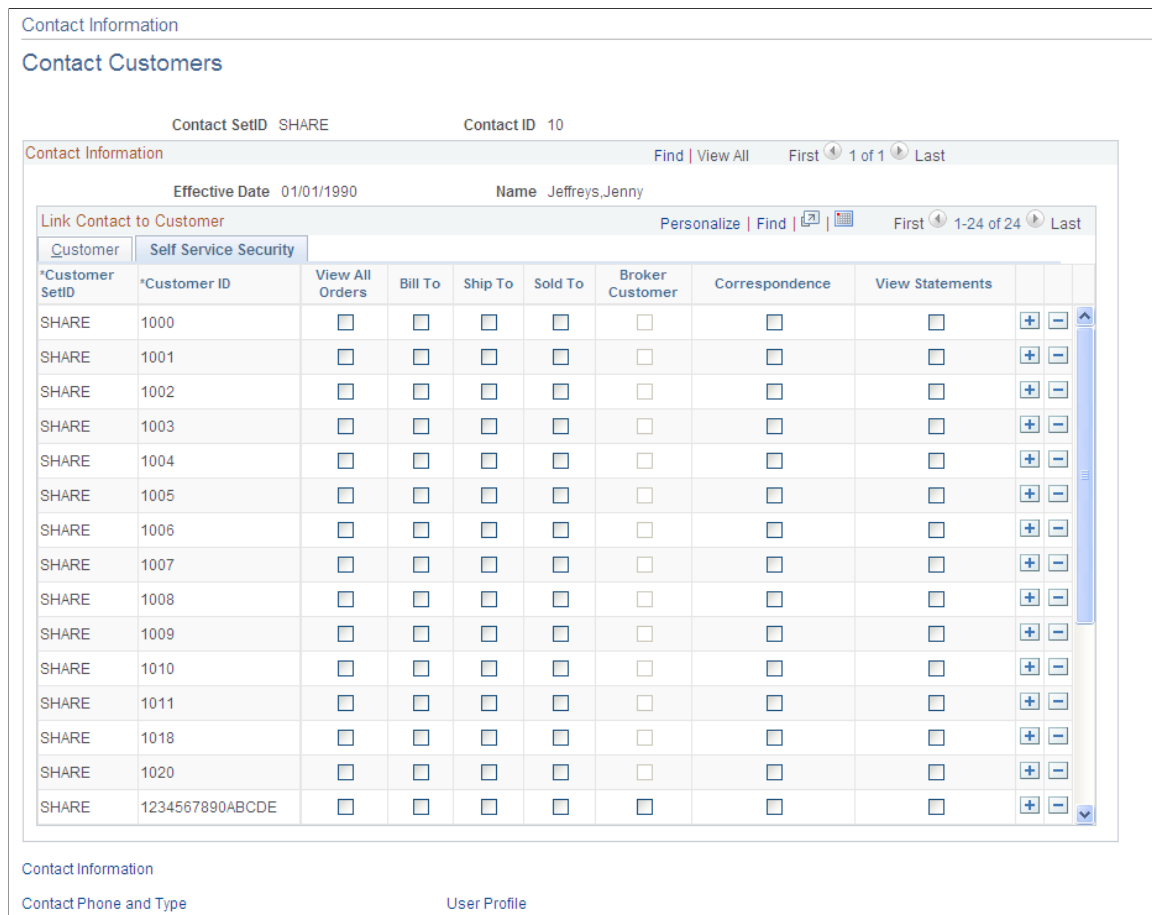 Contact Information
Contact Customers
Contact SetID SHARE Contact ID 10
Contact Information Find | View All First 1 of 1 Last
Effective Date 01/01/1990 Name Jeffreys,Jenny
Link Contact to Customer Personalize | Find | | First 1-24 of 24 Last
Customer Self Service Security
*Customer SetID *Customer ID View All Orders Bill To Ship To Sold To Broker Customer Correspondence View Statements
SHARE 1000
SHARE 1001
SHARE 1002
SHARE 1003
SHARE 1004
SHARE 1005
SHARE 1006
SHARE 1007
SHARE 1008
SHARE 1009
SHARE 1010
SHARE 1011
SHARE 1018
SHARE 1020
SHARE 1234567890ABCDE
Contact Information
Contact Phone and Type User Profile